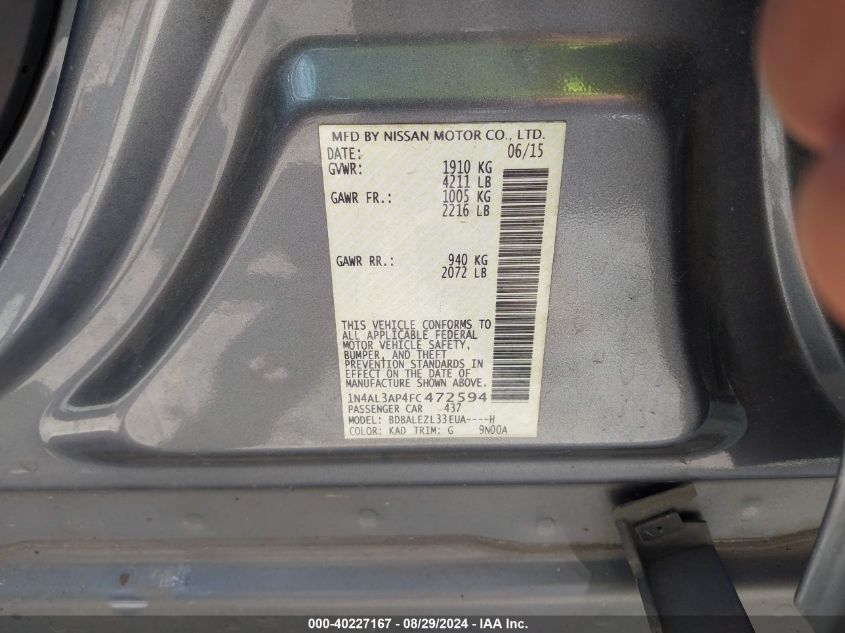 MFD BY NISSAN MOTOR CO., LTD.
DATE: 06/15
GVWR: 1910 KG
4211 LB
GAWR FR.: 1005 KG
2216 LB
GAWR RR.: 940 KG
2072 LB
THIS VEHICLE CONFORMS TO
ALL APPLICABLE FEDERAL
MOTOR VEHICLE SAFETY,
BUMPER, AND THEFT
PREVENTION STANDARDS IN
EFFECT ON THE DATE OF
MANUFACTURE SHOWN ABOVE.
1N4AL3AP4FC472594
PASSENGER CAR 437
MODEL: BDBALEZL33EUA----H
COLOR: KAD TRIM: G 9N00A
000-40227167 - 08/29/2024 - IAA Inc.